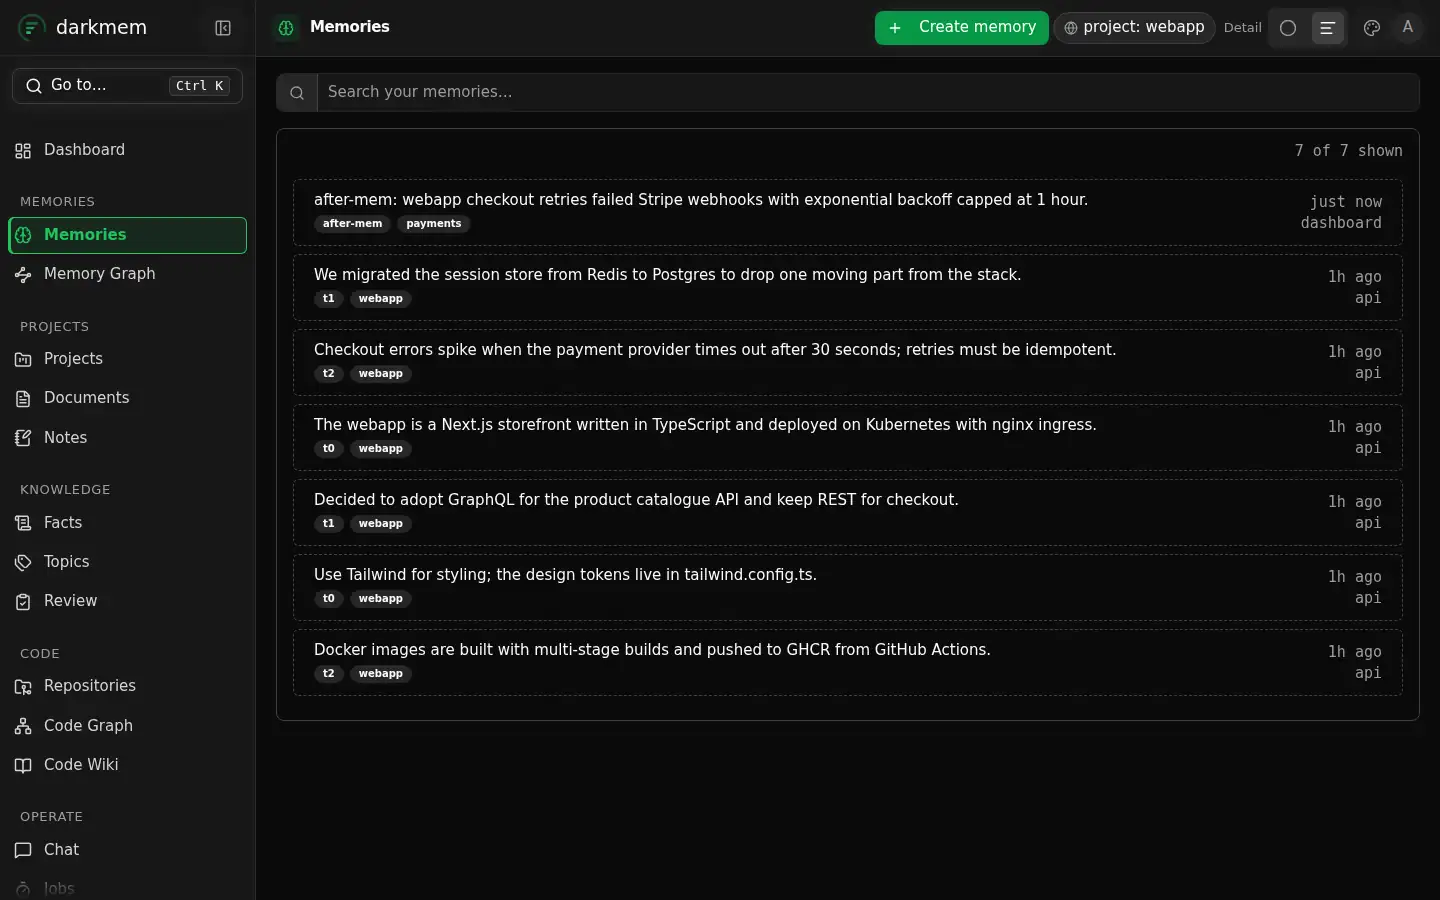 darkmem
Go to...
Ctrl K
Dashboard
MEMORIES
Memories
Memory Graph
PROJECTS
Projects
Documents
Notes
KNOWLEDGE
Facts
Topics
Review
CODE
Repositories
Code Graph
Code Wiki
OPERATE
Chat
Jobs
Memories
Create memory
project: webapp
Detail
A
Search your memories...
7 of 7 shown
after-mem: webapp checkout retries failed Stripe webhooks with exponential backoff capped at 1 hour.
after-mem payments
just now
dashboard
We migrated the session store from Redis to Postgres to drop one moving part from the stack.
t1 webapp
1h ago
api
Checkout errors spike when the payment provider times out after 30 seconds; retries must be idempotent.
t2 webapp
1h ago
api
The webapp is a Next.js storefront written in TypeScript and deployed on Kubernetes with nginx ingress.
t0 webapp
1h ago
api
Decided to adopt GraphQL for the product catalogue API and keep REST for checkout.
t1 webapp
1h ago
api
Use Tailwind for styling; the design tokens live in tailwind.config.ts.
t0 webapp
1h ago
api
Docker images are built with multi-stage builds and pushed to GHCR from GitHub Actions.
t2 webapp
1h ago
api